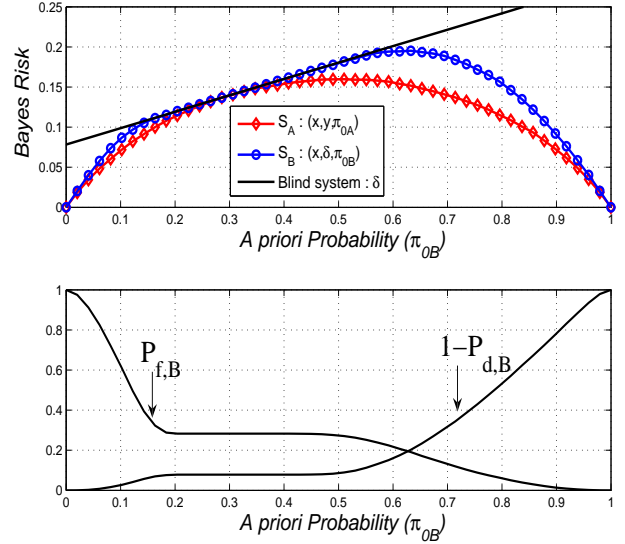 0.25
0.2
0.15
0.1
0.05
0
Bayes Risk
S_A : (x,y,π_0A)
S_B : (x,δ,π_0B)
Blind system : δ
0 0.1 0.2 0.3 0.4 0.5 0.6 0.7 0.8 0.9 1
A priori Probability (π_0B)
1
0.8
0.6
0.4
0.2
0
P_f,B
1−P_d,B
0 0.1 0.2 0.3 0.4 0.5 0.6 0.7 0.8 0.9 1
A priori Probability (π_0B)